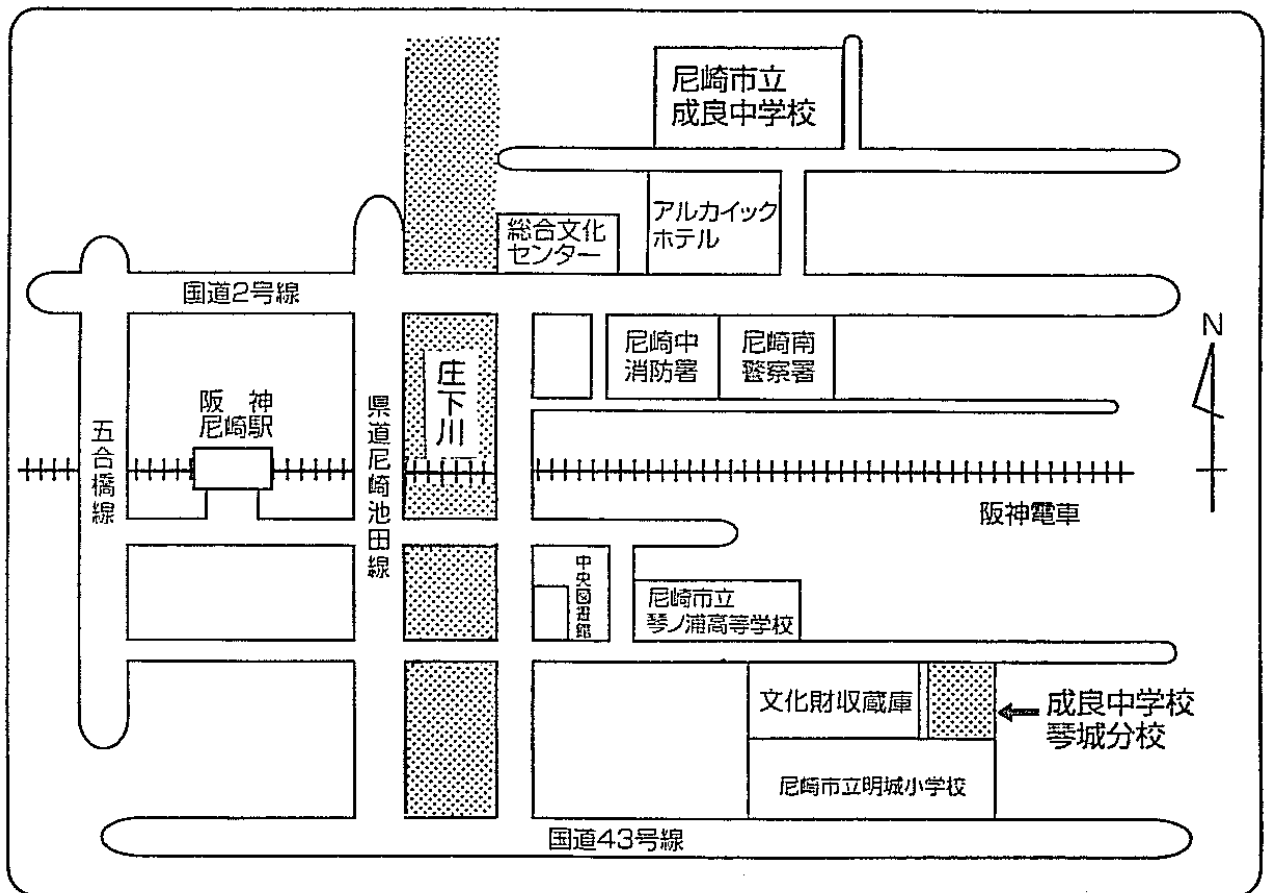 尼崎市立
成良中学校
アルカイック
ホテル
総合文化
センター
国道2号線
尼崎中
消防署
尼崎南
警察署
N
庄下川
阪神
尼崎駅
県道尼崎池田線
五合橋線
阪神電車
中央図書館
尼崎市立
琴ノ浦高等学校
文化財収蔵庫
成良中学校
琴城分校
尼崎市立明城小学校
国道43号線